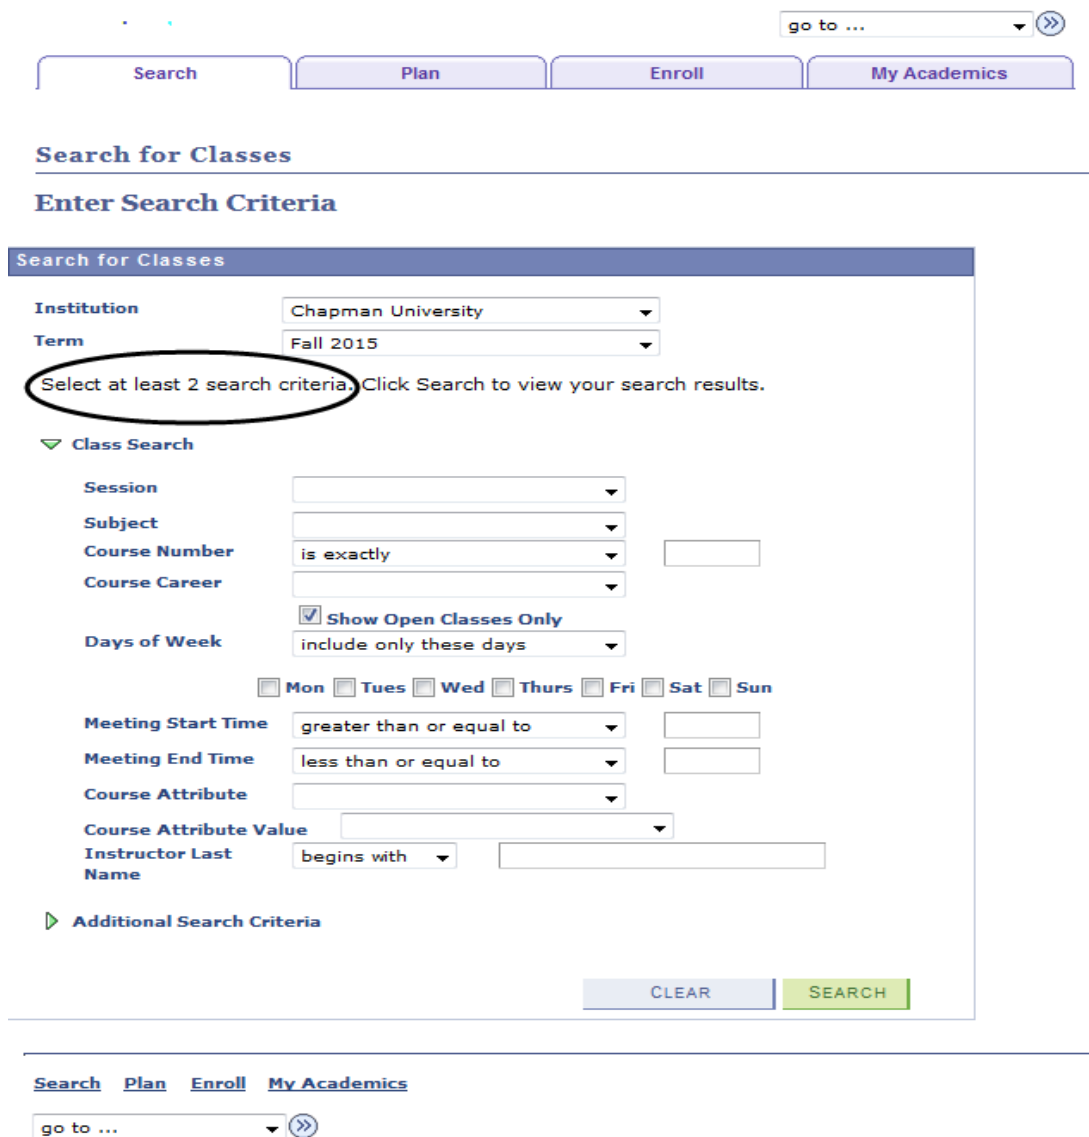 go to ...
Search Plan Enroll My Academics
Search for Classes
Enter Search Criteria
Search for Classes
Institution Chapman University
Term Fall 2015
Select at least 2 search criteria. Click Search to view your search results.
Class Search
Session
Subject
Course Number is exactly
Course Career
Show Open Classes Only
Days of Week include only these days
Mon Tues Wed Thurs Fri Sat Sun
Meeting Start Time greater than or equal to
Meeting End Time less than or equal to
Course Attribute
Course Attribute Value
Instructor Last Name begins with
Additional Search Criteria
CLEAR SEARCH
Search Plan Enroll My Academics
go to ...